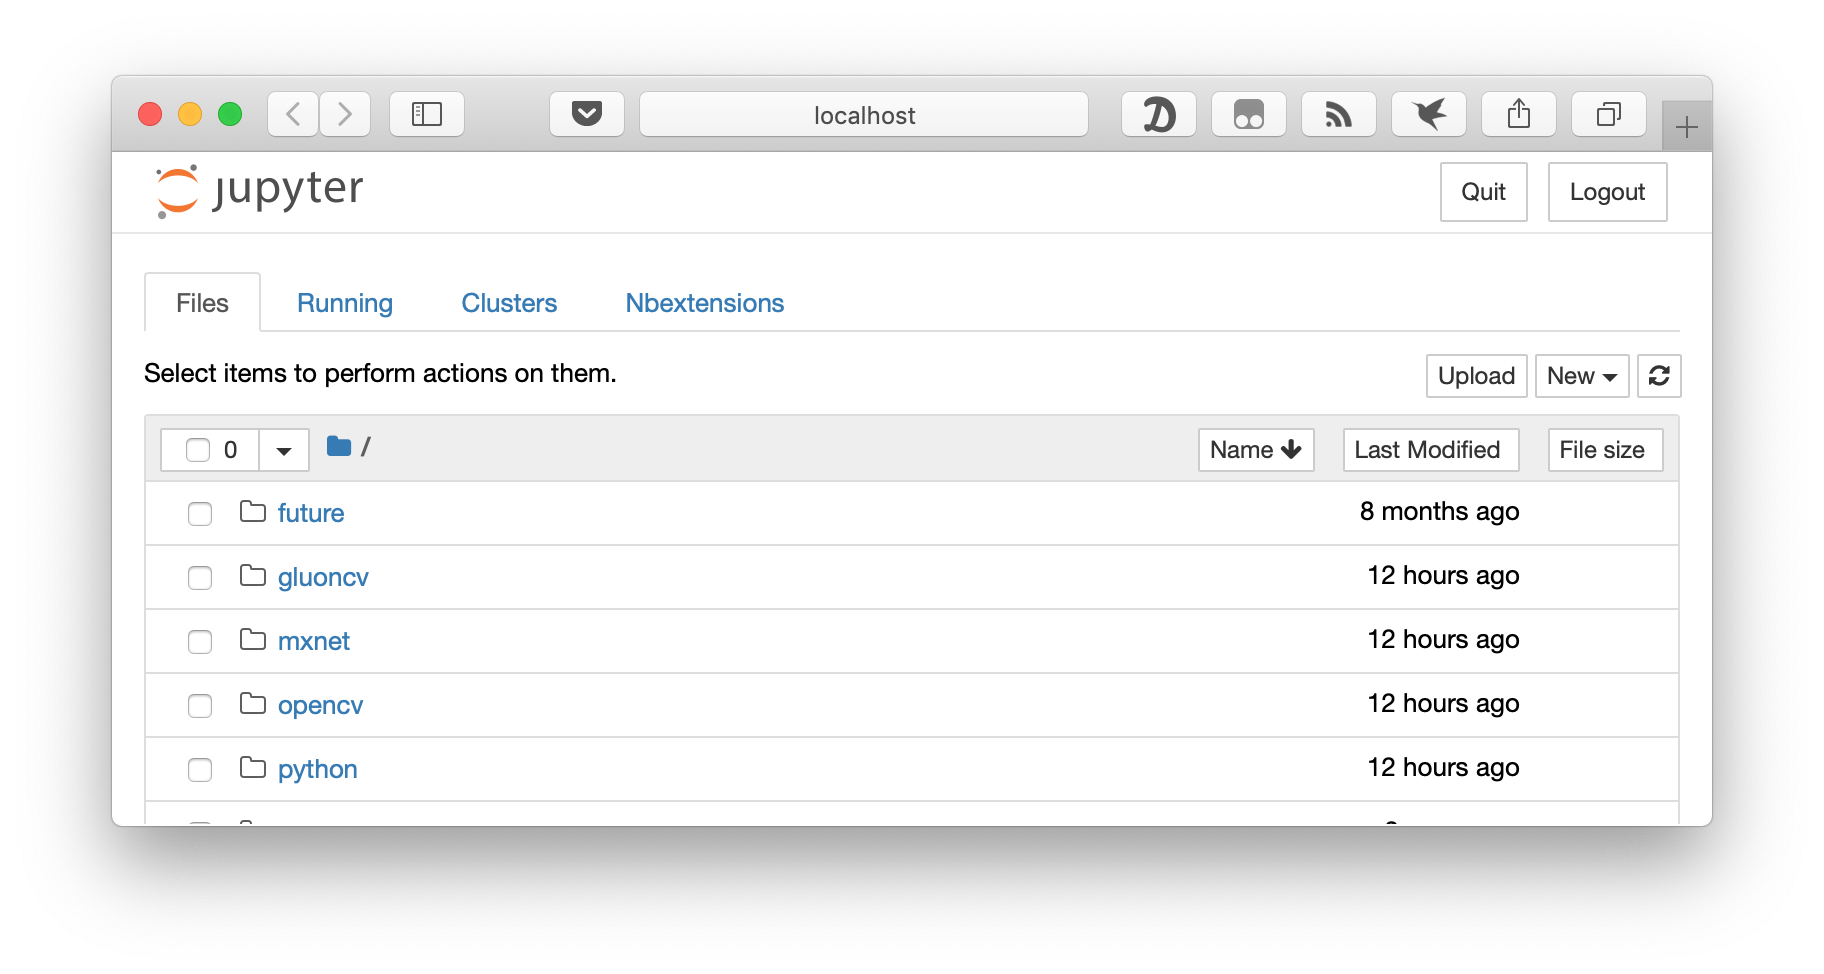 localhost
jupyter
Quit
Logout
Files
Running
Clusters
Nbextensions
Select items to perform actions on them.
Upload
New
0
/
Name
Last Modified
File size
future
8 months ago
gluoncv
12 hours ago
mxnet
12 hours ago
opencv
12 hours ago
python
12 hours ago